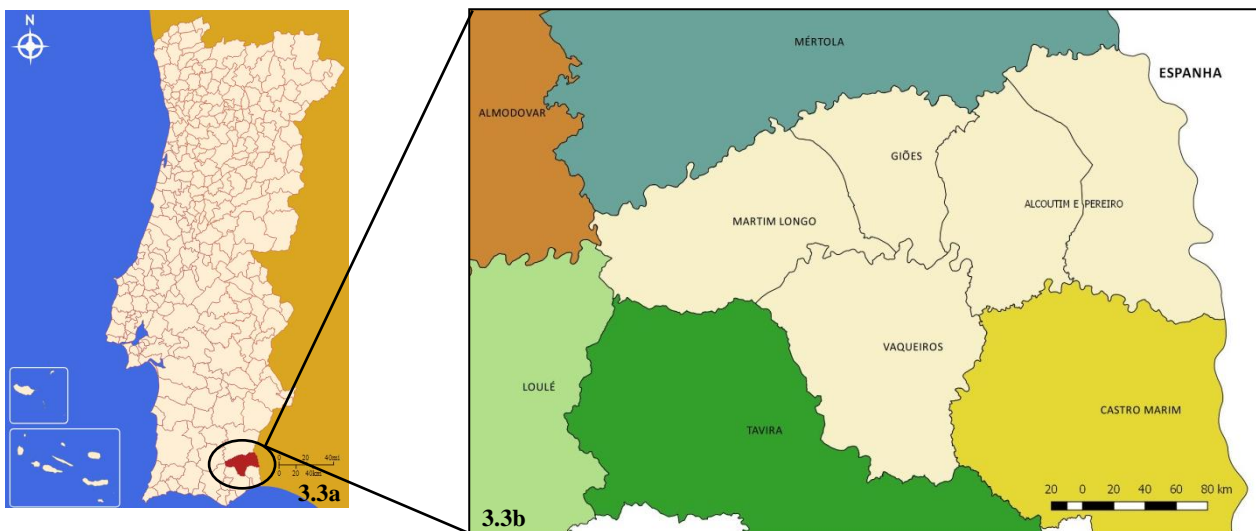 N
0 20 40mi
0 20 40km
3.3a
MÉRTOLA
ESPANHA
ALMODOVAR
GIÕES
MARTIM LONGO
ALCOUTIM E PEREIRO
VAQUEIROS
LOULÉ
CASTRO MARIM
TAVIRA
20 0 20 40 60 80 km
3.3b